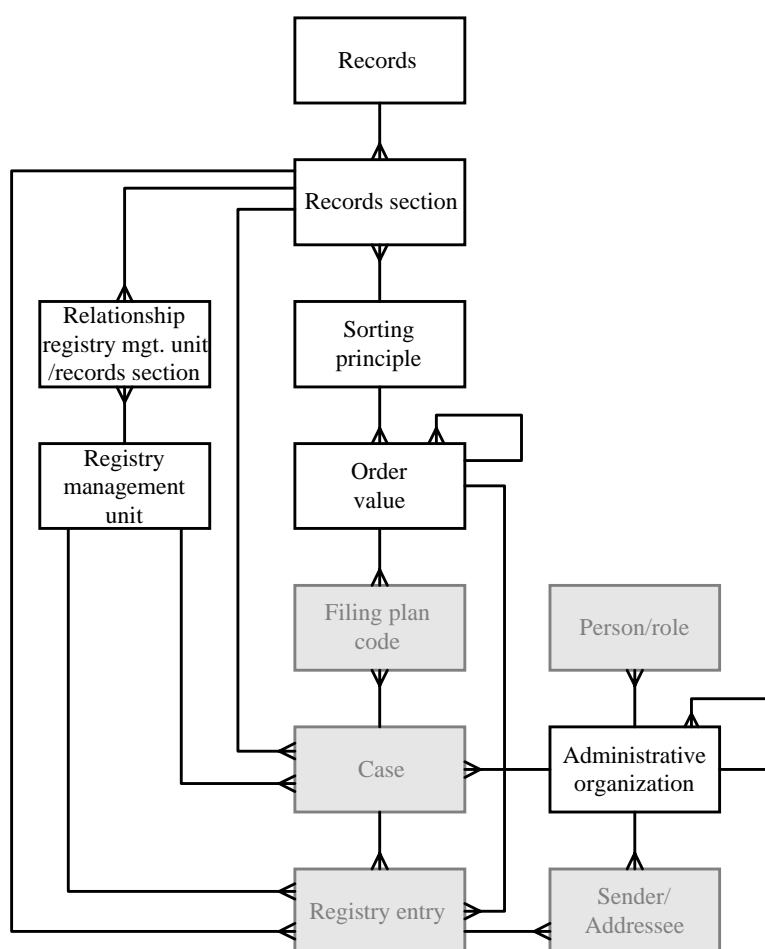 Records
Records section
Relationship
registry mgt. unit
/records section
Sorting
principle
Registry
management
unit
Order
value
Filing plan
code
Person/role
Case
Administrative
organization
Registry entry
Sender/
Addressee